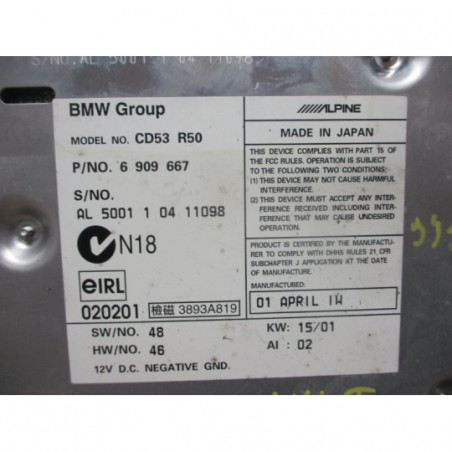 S/NO. AL 5001 1 04 11098
BMW Group
MODEL NO. CD53 R50
P/NO. 6 909 667
S/NO.
AL 5001 1 04 11098
N18
eIRL
020201 檢磁 3893A819
SW/NO. 48
HW/NO. 46
12V D.C. NEGATIVE GND.
ALPINE
MADE IN JAPAN
THIS DEVICE COMPLIES WITH PART 15 OF
THE FCC RULES. OPERATION IS SUBJECT
TO THE FOLLOWING TWO CONDITIONS:
(1) THIS DEVICE MAY NOT CAUSE HARMFUL
INTERFERENCE.
(2) THIS DEVICE MUST ACCEPT ANY INTER-
FERENCE RECEIVED, INCLUDING INTER-
FERENCE THAT MAY CAUSE UNDESIRED
OPERATION.
PRODUCT IS CERTIFIED BY THE MANUFACTU-
RER TO COMPLY WITH DHHS RULES 21 CFR
SUBCHAPTER J APPLICATION AT THE DATE
OF MANUFACTURE.
MANUFACTURED:
01 APRIL IW
KW: 15/01
AI : 02